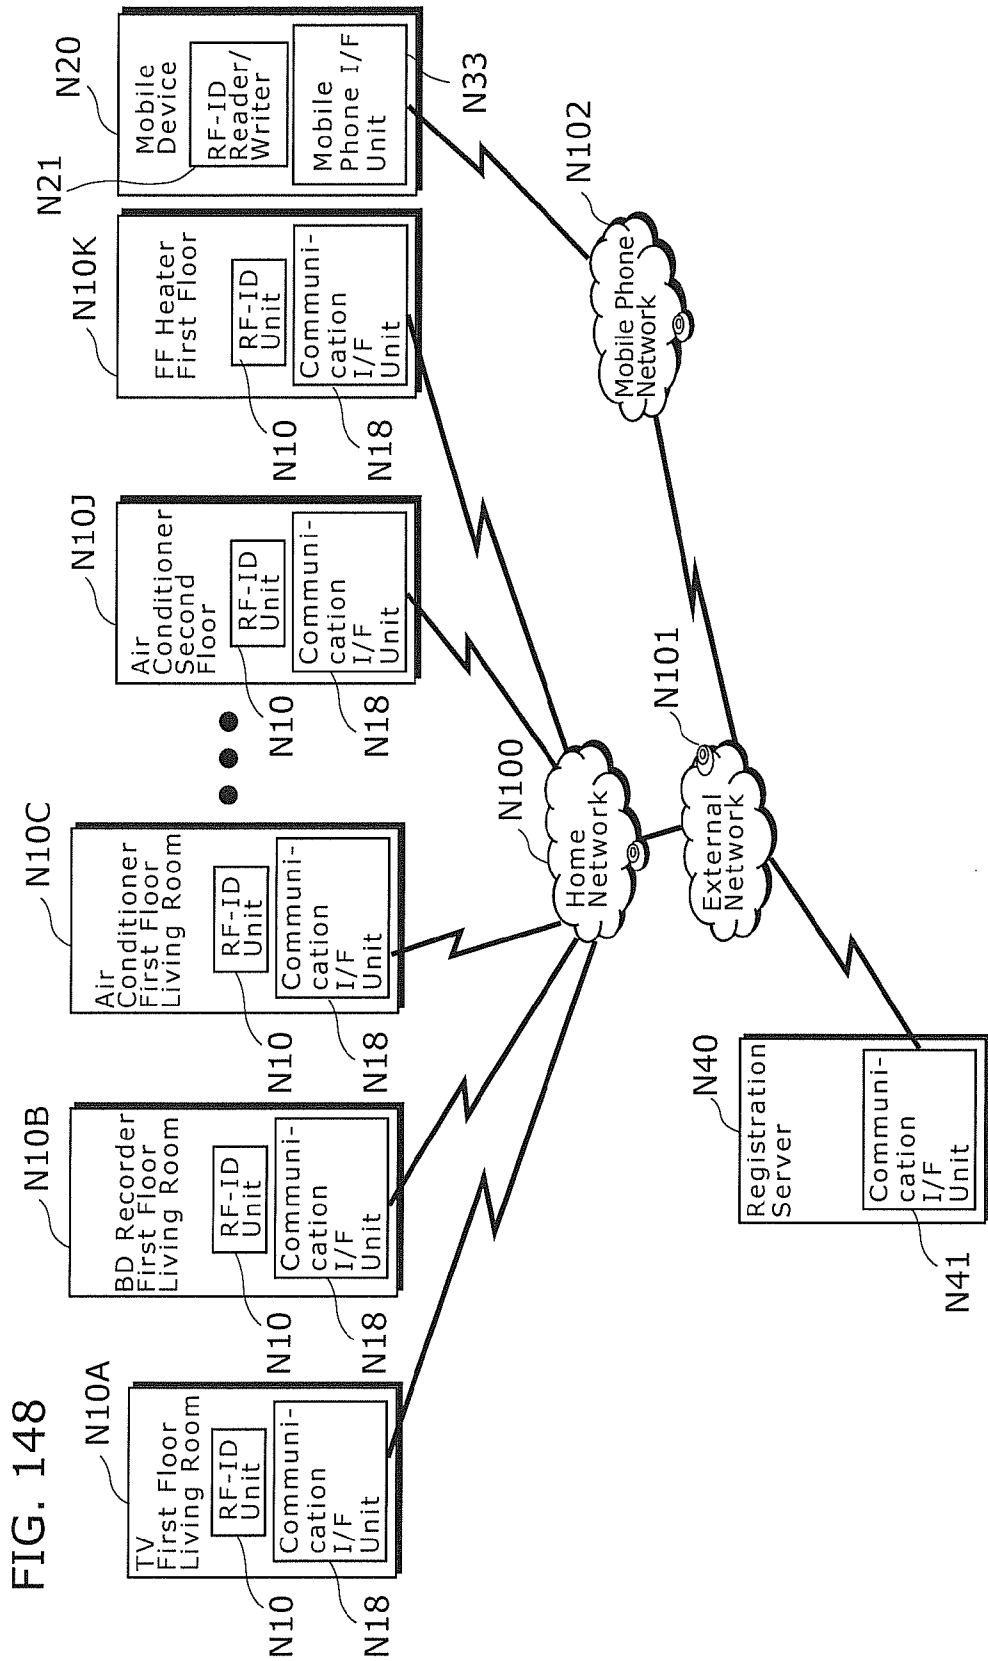 FIG. 148
N10A
TV
First Floor
Living Room
RF-ID
Unit
N10
Communi-
cation
I/F
Unit
N18
N10B
BD Recorder
First Floor
Living Room
RF-ID
Unit
N10
Communi-
cation
I/F
Unit
N18
N10C
Air
Conditioner
First Floor
Living Room
RF-ID
Unit
N10
Communi-
cation
I/F
Unit
N18
N10J
Air
Conditioner
Second
Floor
RF-ID
Unit
N10
Communi-
cation
I/F
Unit
N18
N10K
FF Heater
First Floor
RF-ID
Unit
N10
Communi-
cation
I/F
Unit
N18
N20
Mobile
Device
N21
RF-ID
Reader/
Writer
Mobile
Phone I/F
Unit
N33
N100
Home
Network
N101
External
Network
N102
Mobile Phone
Network
N40
Registration
Server
Communi-
cation
I/F
Unit
N41